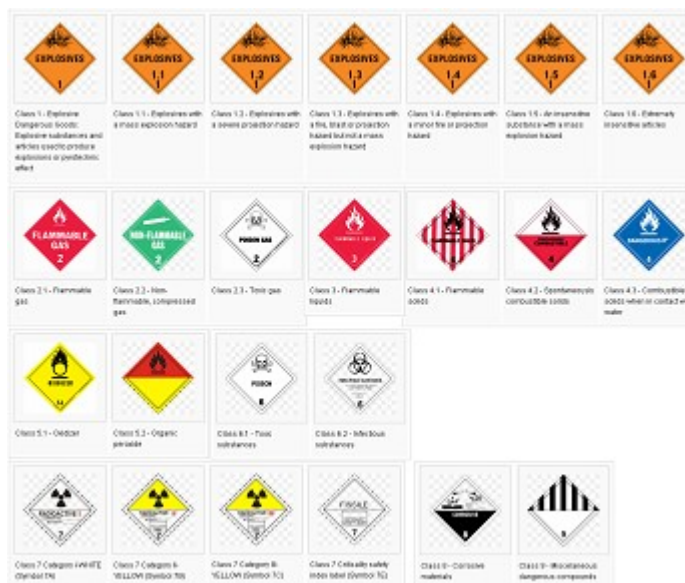 EXPLOSIVES
1
EXPLOSIVES
1.1
1
EXPLOSIVES
1.2
1
EXPLOSIVES
1.3
1
EXPLOSIVES
1.4
1
EXPLOSIVES
1.5
1
EXPLOSIVES
1.6
1
Class 1 - Explosive
Dangerous Goods:
Explosive substances and
articles used to produce
explosions or pyrotechnic
effect
Class 1.1 - Explosives with
a mass explosion hazard
Class 1.2 - Explosives with
a severe projection hazard
Class 1.3 - Explosives with
a fire, blast or projection
hazard but not a mass
explosion hazard
Class 1.4 - Explosives with
a minor fire or projection
hazard
Class 1.5 - An insensitive
substance with a mass
explosion hazard
Class 1.6 - Extremely
insensitive articles
FLAMMABLE
GAS
2
NON-FLAMMABLE
GAS
2
POISON GAS
2
FLAMMABLE LIQUID
3
4
4
DANGEROUS
4
Class 2.1 - Flammable
gas
Class 2.2 - Non-
flammable, compressed
gas
Class 2.3 - Toxic gas
Class 3 - Flammable
liquids
Class 4.1 - Flammable
solids
Class 4.2 - Spontaneously
combustible solids
Class 4.3 - Combustible
solids when in contact
water
OXIDIZER
POISON
6
6
Class 5.1 - Oxidizer
Class 5.2 - Organic
peroxide
Class 6.1 - Toxic
substances
Class 6.2 - Infectious
substances
RADIOACTIVE I
7
7
7
FISSILE
7
CORROSIVE
8
9
Class 7 Category I-WHITE
(Symbol 7A)
Class 7 Category II-
YELLOW (Symbol 7B)
Class 7 Category
YELLOW (Symbol 7C)
Class 7 Criticality safety
index label (Symbol 7E)
Class 8 - Corrosive
materials
Class 9 - Miscellaneous
dangerous compounds